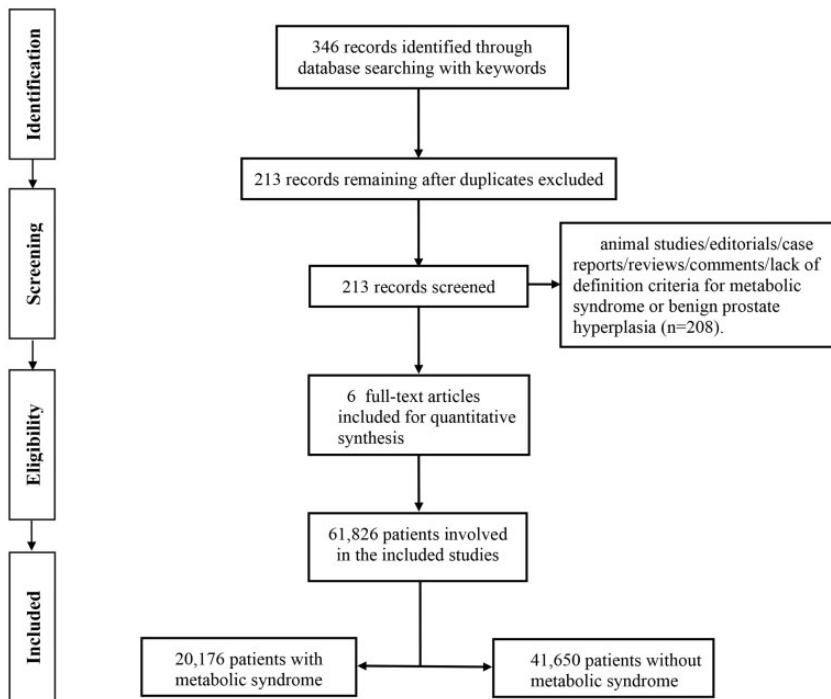 Identification
346 records identified through
database searching with keywords
213 records remaining after duplicates excluded
Screening
213 records screened
animal studies/editorials/case
reports/reviews/comments/lack of
definition criteria for metabolic
syndrome or benign prostate
hyperplasia (n=208).
Eligibility
6 full-text articles
included for quantitative
synthesis
61,826 patients involved
in the included studies
Included
20,176 patients with
metabolic syndrome
41,650 patients without
metabolic syndrome